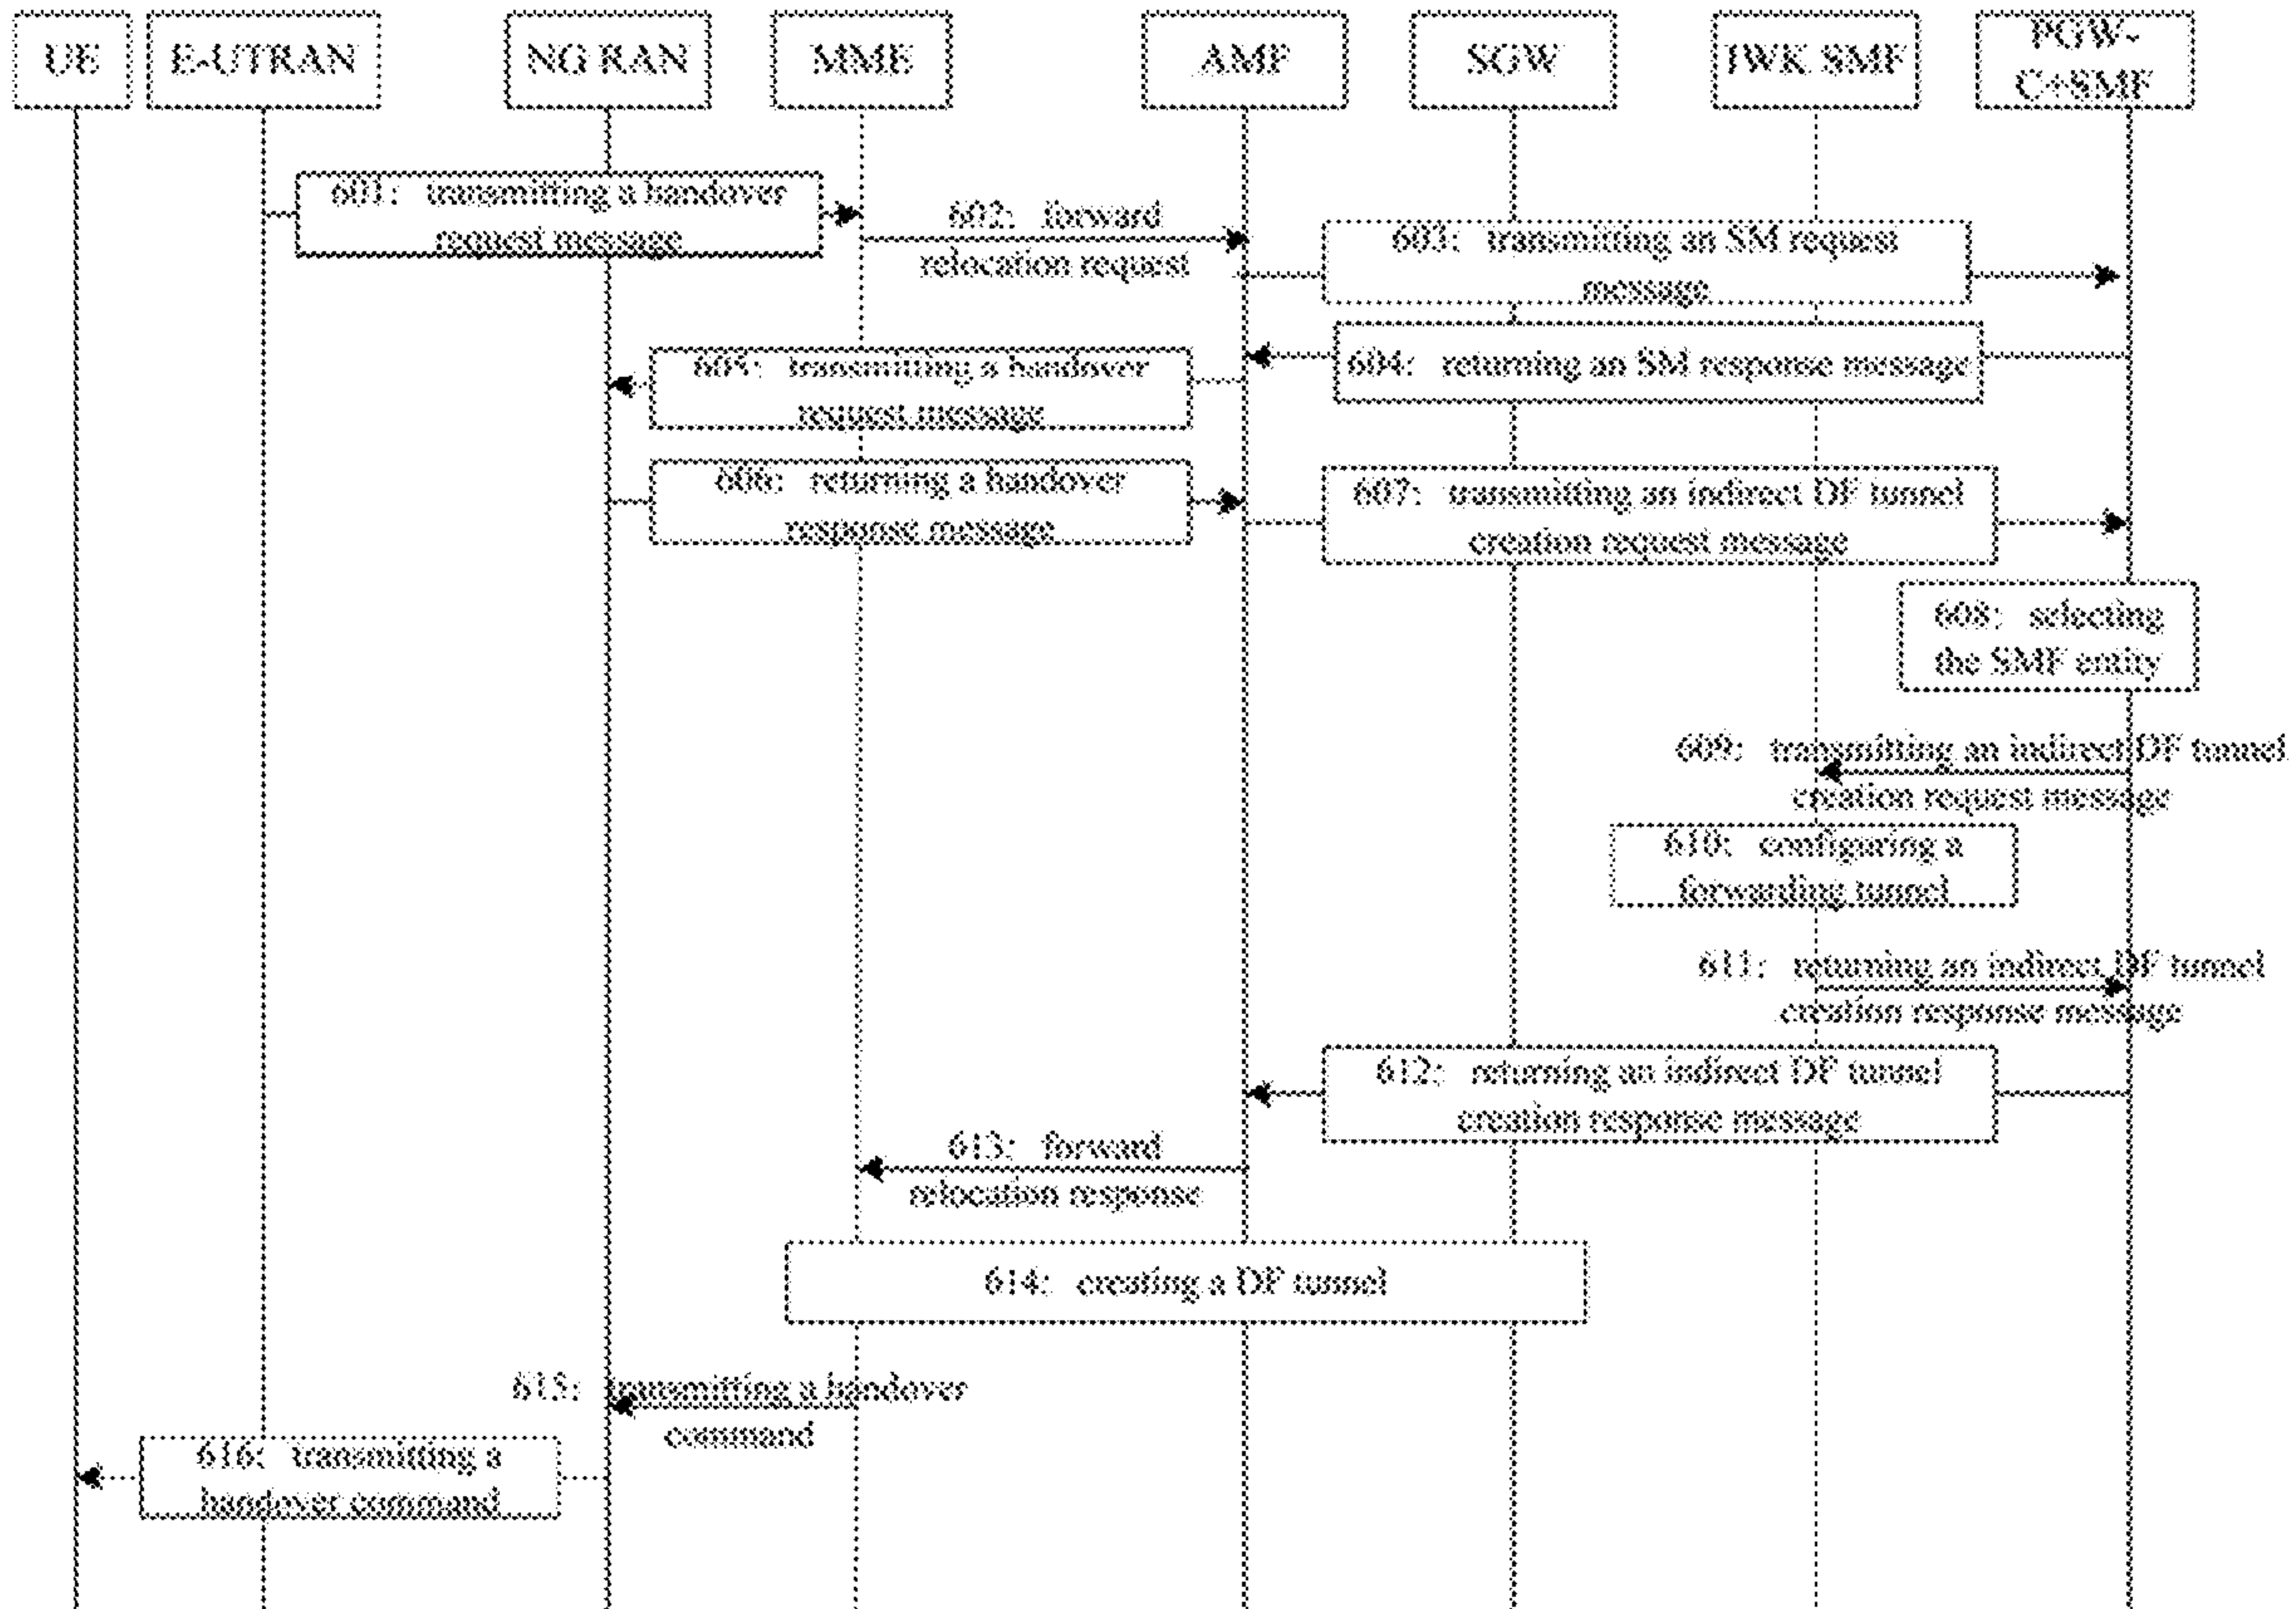 UE
E-UTRAN
NG RAN
MME
AMF
SGW
IWK SMF
PGW-
C+SMF
601: transmitting a handover
request message
602: forward
relocation request
603: transmitting an SM request
message
604: returning an SM response message
605: transmitting a handover
request message
606: returning a handover
response message
607: transmitting an indirect DF tunnel
creation request message
608: selecting
the SMF entity
609: transmitting an indirect DF tunnel
creation request message
610: configuring a
forwarding tunnel
611: returning an indirect DF tunnel
creation response message
612: returning an indirect DF tunnel
creation response message
613: forward
relocation response
614: creating a DF tunnel
615: transmitting a handover
command
616: transmitting a
handover command